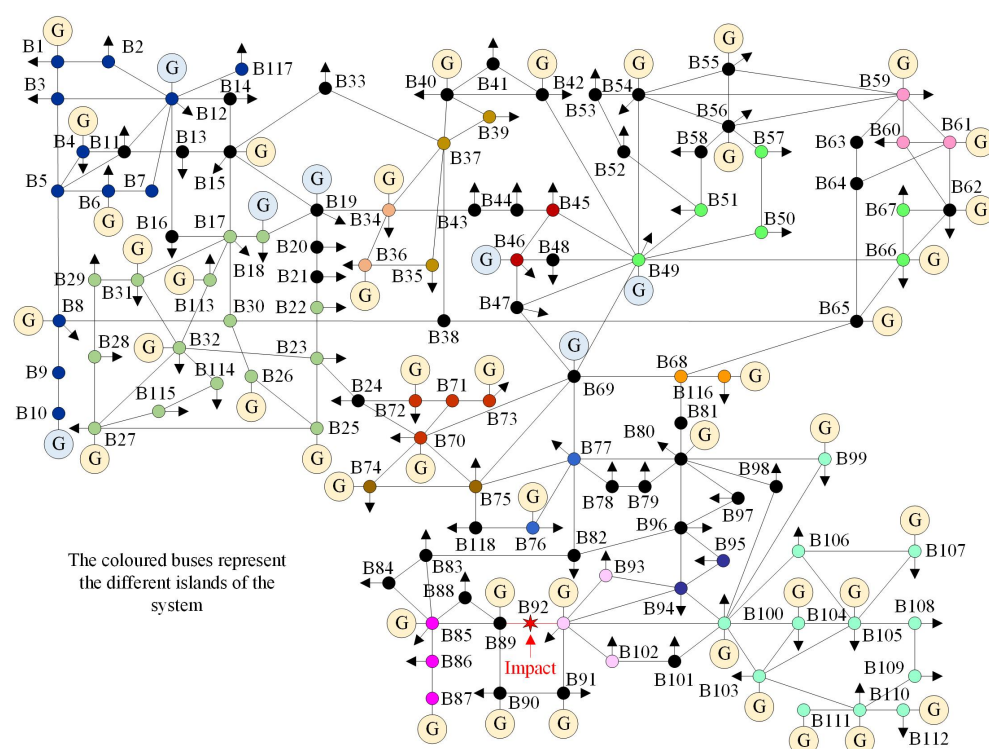 G
G
G
G
G
G
B1
B2
G
B117
B14
B33
B40
B41
B42
B54
B55
B59
G
B3
B12
B53
B56
G
B4
B11
B13
G
B39
B58
B57
B63
B60
B61
B15
G
B37
B52
G
B5
B6
B7
G
G
B19
G
B34
B43
B44
B45
B51
B64
B67
B62
G
B16
B17
G
B18
B20
B36
B35
G
B46
B48
B50
B49
G
B66
G
B29
G
B31
G
B113
B21
B22
B47
B8
G
B30
B38
B65
G
B28
G
B32
B23
G
B9
B114
B26
G
B24
B72
G
B71
G
B73
B69
B68
B116
G
B10
G
B115
B27
G
B25
G
B70
G
B81
B80
G
G
B99
B74
G
B75
B77
B78
B79
B98
B97
G
B118
B76
B82
B96
B95
B106
G
B107
The coloured buses represent
the different islands of the
system
B84
B83
B88
G
B92
G
B93
B94
G
B100
G
B104
G
B105
B108
G
B85
B89
Impact
B102
B101
B103
G
B109
B86
B87
G
B90
G
B91
G
G
B111
G
B110
G
B112
G